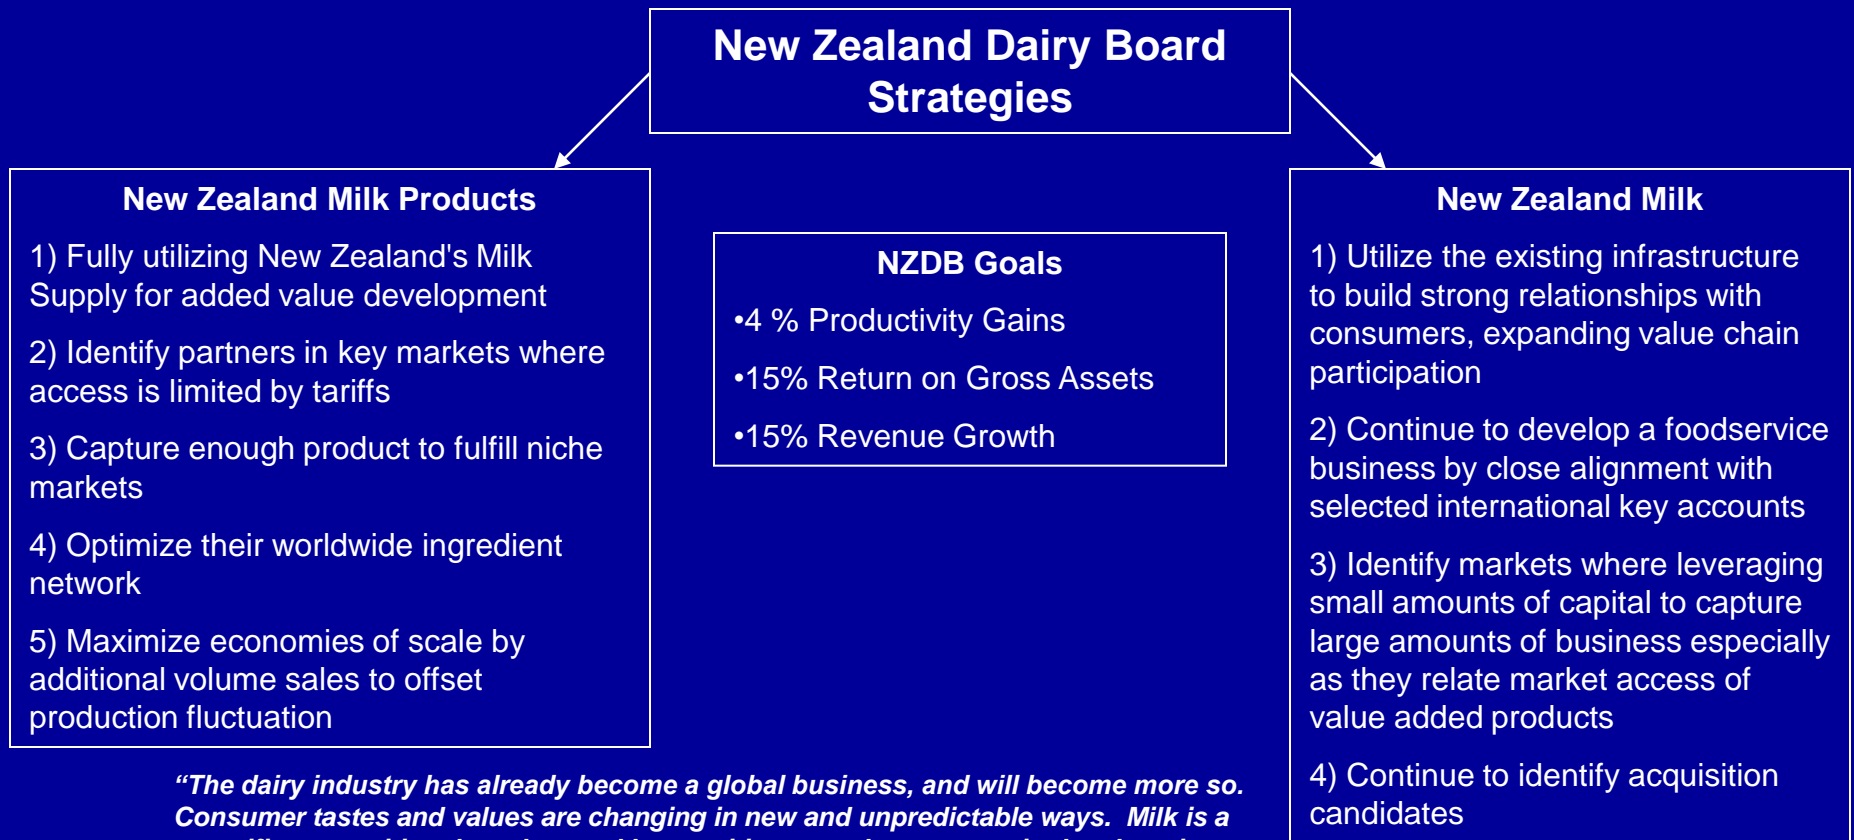 New Zealand Dairy Board
Strategies
New Zealand Milk Products
1) Fully utilizing New Zealand's Milk
Supply for added value development
2) Identify partners in key markets where
access is limited by tariffs
3) Capture enough product to fulfill niche
markets
4) Optimize their worldwide ingredient
network
5) Maximize economies of scale by
additional volume sales to offset
production fluctuation
NZDB Goals
•4 % Productivity Gains
•15% Return on Gross Assets
•15% Revenue Growth
New Zealand Milk
1) Utilize the existing infrastructure
to build strong relationships with
consumers, expanding value chain
participation
2) Continue to develop a foodservice
business by close alignment with
selected international key accounts
3) Identify markets where leveraging
small amounts of capital to capture
large amounts of business especially
as they relate market access of
value added products
4) Continue to identify acquisition
candidates
“The dairy industry has already become a global business, and will become more so.
Consumer tastes and values are changing in new and unpredictable ways.  Milk is a